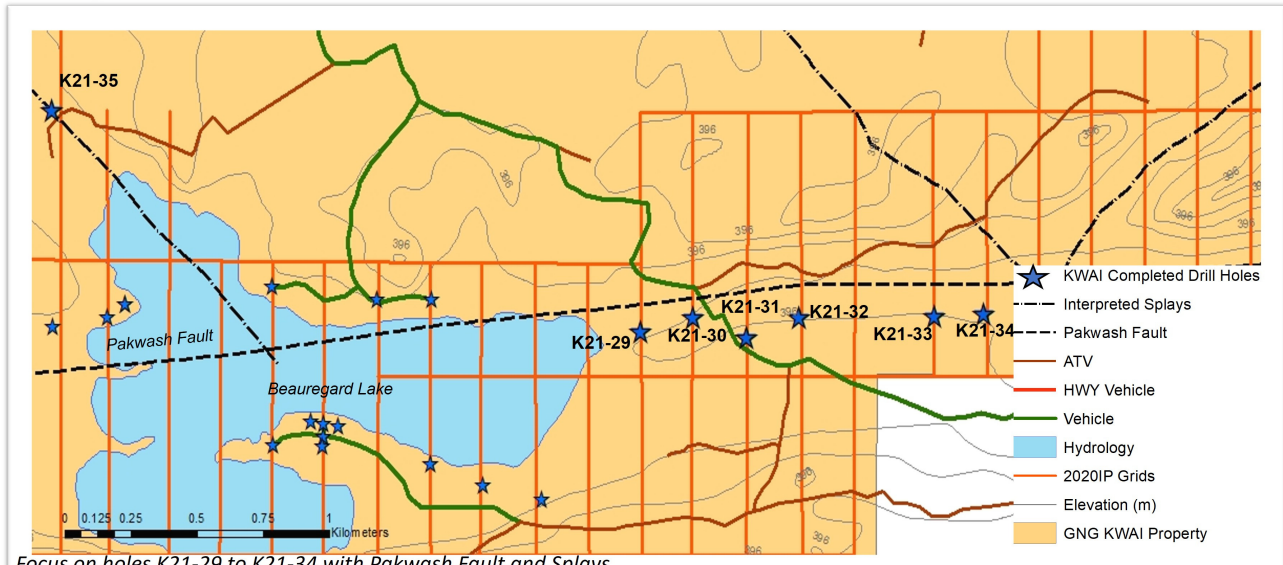 K21-35
396
396
396
396
396
396
396
396
396
396
K21-31
K21-32
K21-29
K21-30
K21-33
K21-34
Pakwash Fault
Beauregard Lake
396
396
396
KWAI Completed Drill Holes
Interpreted Splays
Pakwash Fault
ATV
HWY Vehicle
Vehicle
Hydrology
2020IP Grids
Elevation (m)
GNG KWAI Property
0 0.125 0.25 0.5 0.75 1
Kilometers
Focus on holes K21-29 to K21-34 with Pakwash Fault and Splays